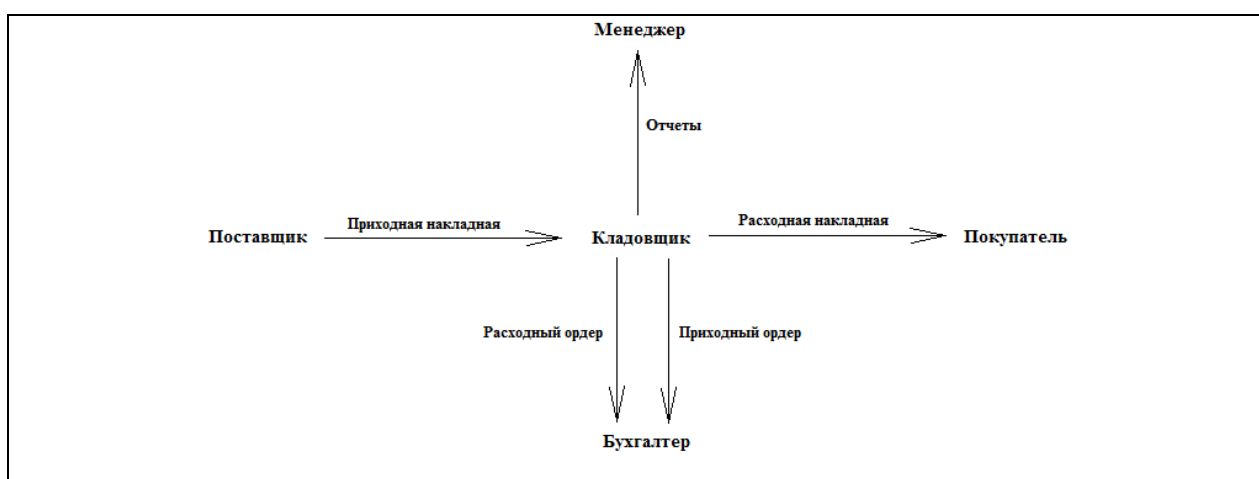 Менеджер
Отчеты
Приходная накладная
Расходная накладная
Поставщик
Кладовщик
Покупатель
Расходный ордер
Приходный ордер
Бухгалтер